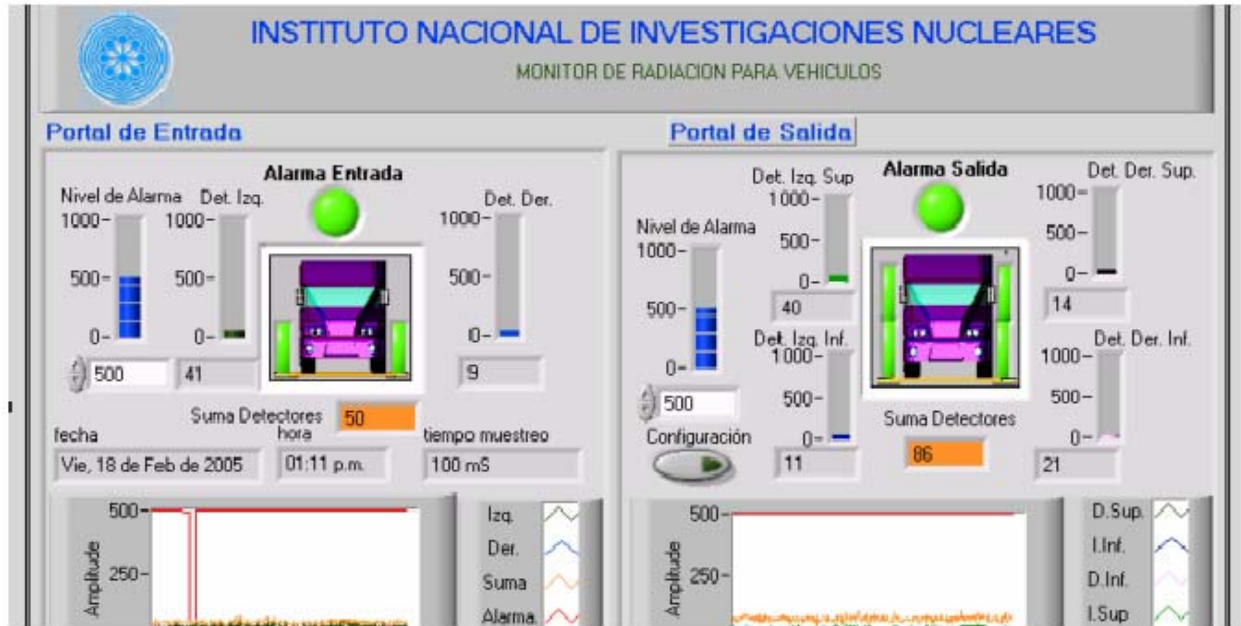 INSTITUTO NACIONAL DE INVESTIGACIONES NUCLEARES
MONITOR DE RADIACION PARA VEHICULOS
Portal de Entrada
Alarma Entrada
Nivel de Alarma
Det. Izq.
Det. Der.
1000-
500-
0-
1000-
500-
0-
1000-
500-
0-
500
41
9
Suma Detectores
50
fecha
hora
tiempo muestreo
Vie, 18 de Feb de 2005
01:11 p.m.
100 mS
500-
250-
Amplitude
Izq.
Der.
Suma
Alarma
Portal de Salida
Alarma Salida
Nivel de Alarma
1000-
500-
0-
500
Configuración
Det. Izq. Sup
1000-
500-
0-
40
Det. Izq. Inf.
1000-
500-
0-
11
Det. Der. Sup.
1000-
500-
0-
14
Det. Der. Inf.
1000-
500-
0-
21
Suma Detectores
86
500-
250-
Amplitude
D.Sup.
I.Inf.
D.Inf.
I.Sup